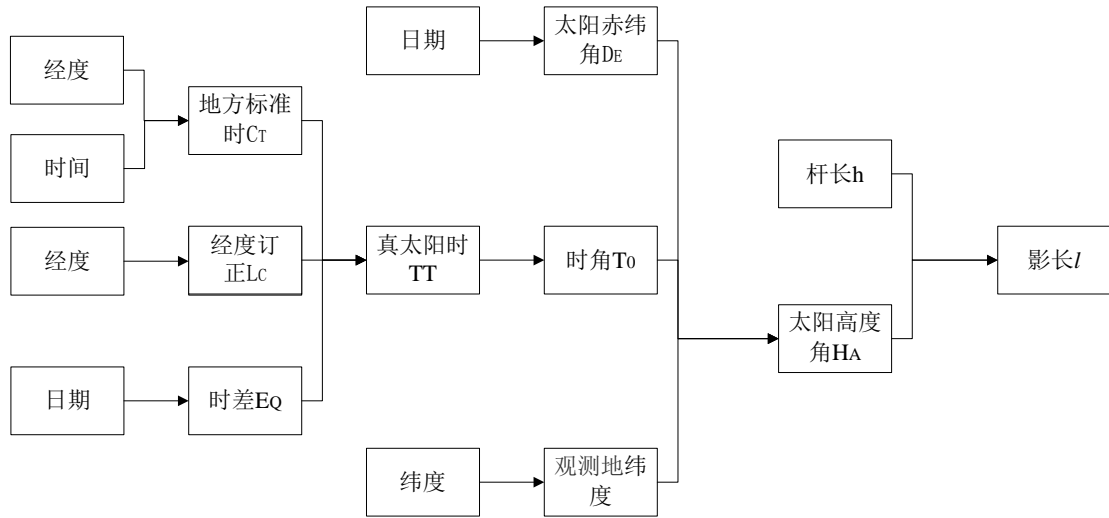 日期
太阳赤纬
角DE
经度
地方标准
时CT
时间
杆长h
经度
经度订
正LC
真太阳时
TT
时角T0
影长l
太阳高度
角HA
日期
时差EQ
纬度
观测地纬
度